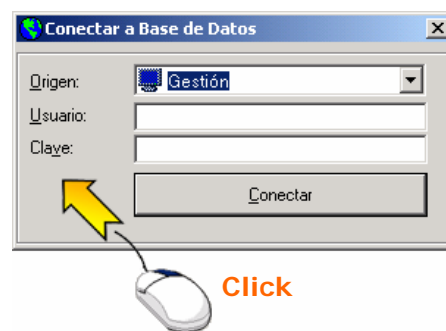 Conectar a Base de Datos
Origen: Gestión
Usuario:
Clave:
Conectar
Click